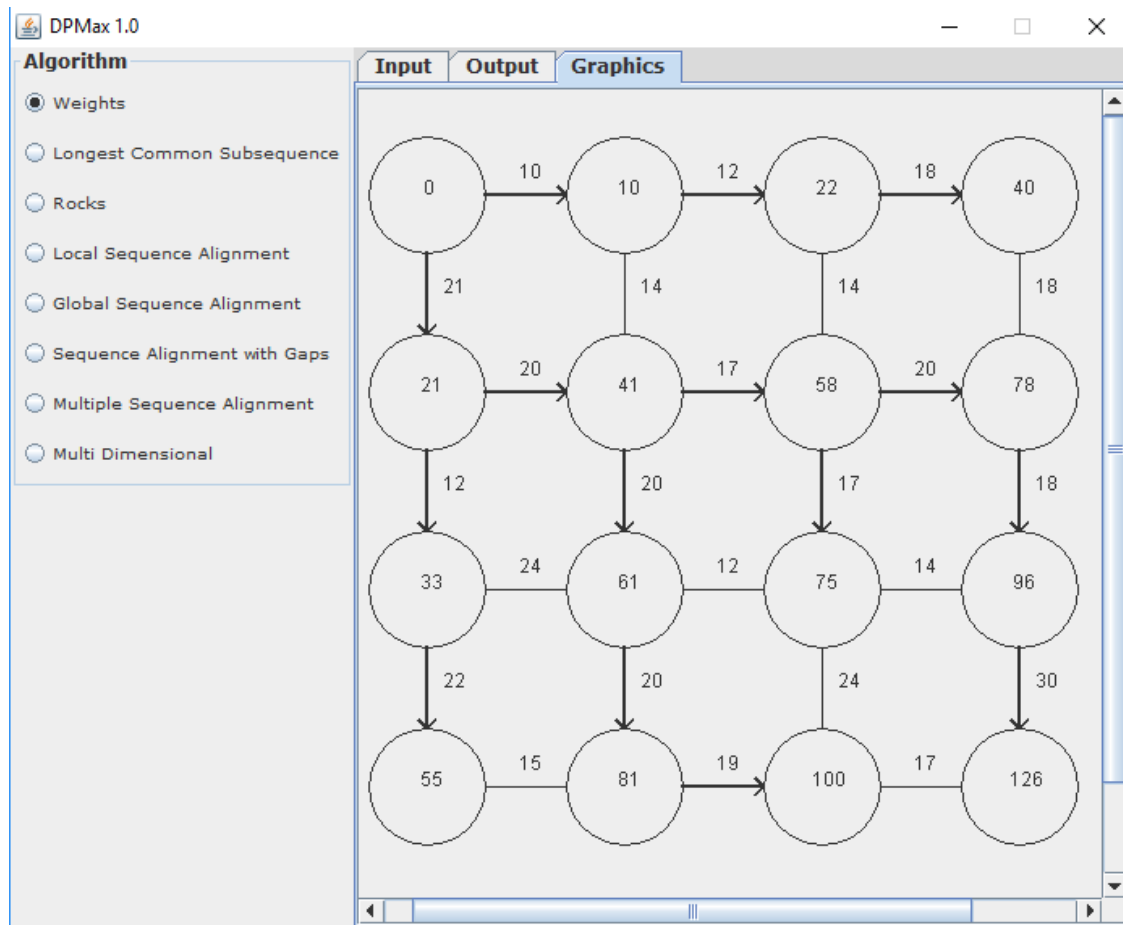 DPMax 1.0
Algorithm
Weights
Longest Common Subsequence
Rocks
Local Sequence Alignment
Global Sequence Alignment
Sequence Alignment with Gaps
Multiple Sequence Alignment
Multi Dimensional
Input Output Graphics
10 12 18
0 10 22 40
21 14 14 18
20 17 20
21 41 58 78
12 20 17 18
24 12 14
33 61 75 96
22 20 24 30
15 19 17
55 81 100 126